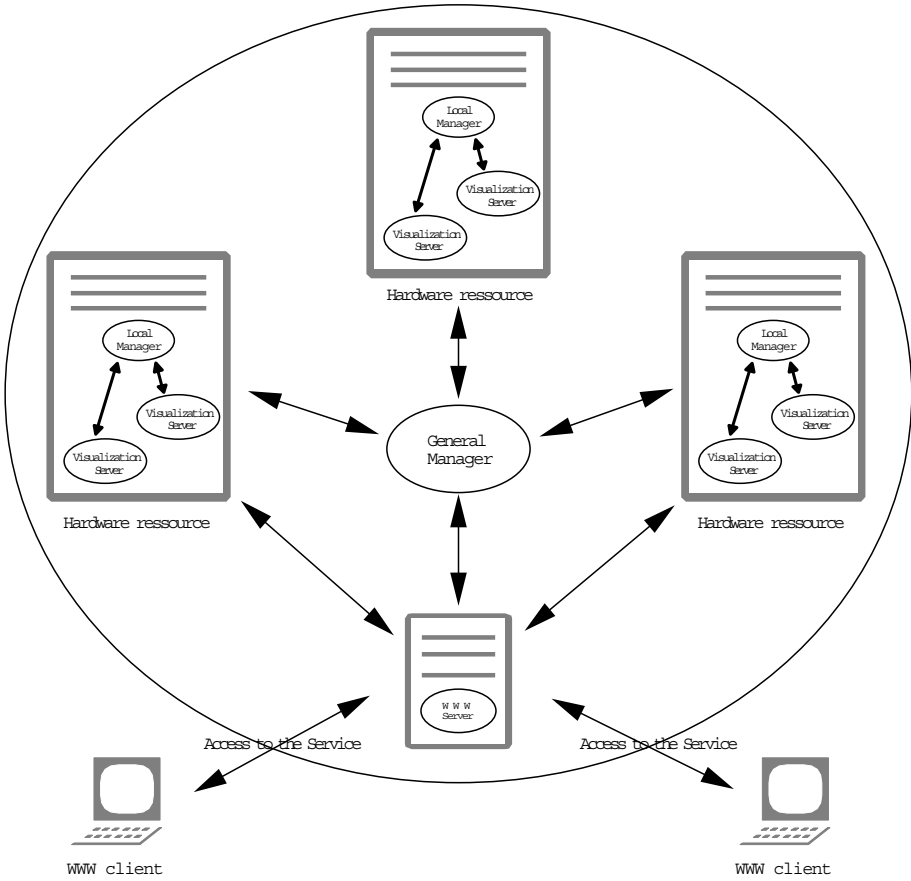 Local
Manager
Visualization
Server
Visualization
Server
Hardware ressource
Local
Manager
Visualization
Server
Visualization
Server
Hardware ressource
Local
Manager
Visualization
Server
Visualization
Server
Hardware ressource
General
Manager
W W W
Server
Access to the Service
Access to the Service
WWW client
WWW client